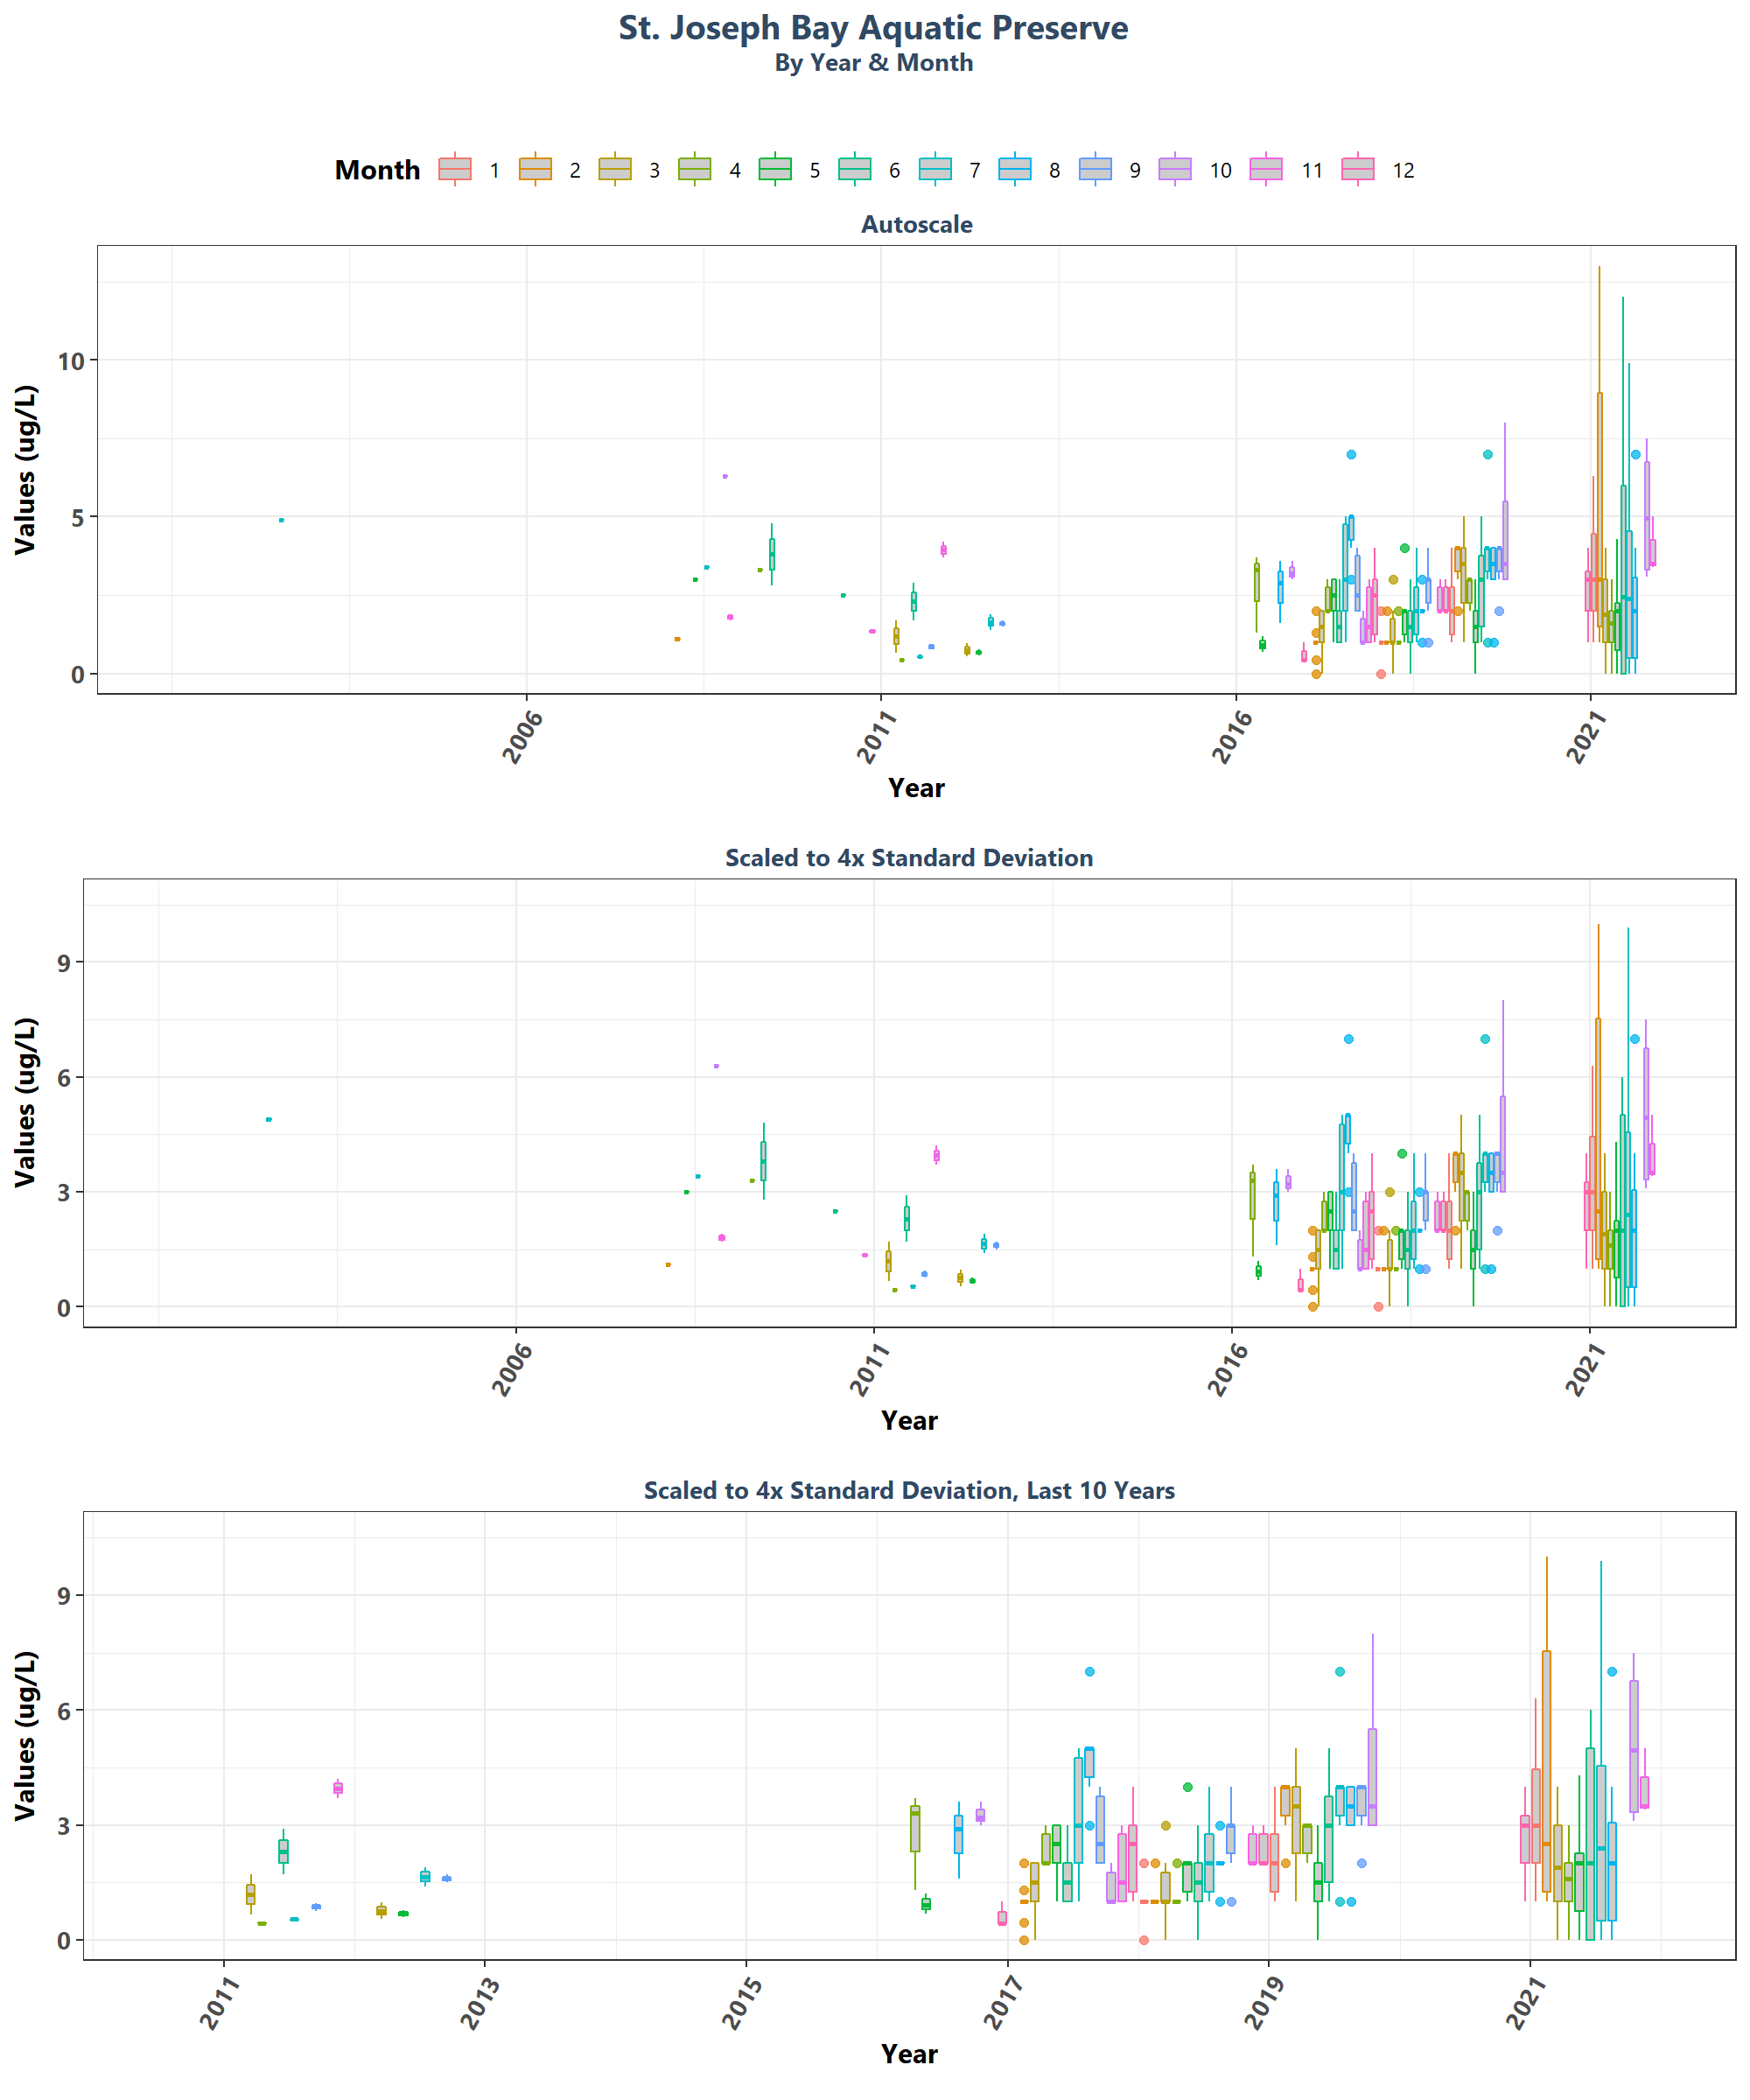 St. Joseph Bay Aquatic Preserve
By Year & Month
Month 1 2 3 4 5 6 7 8 9 10 11 12
Autoscale
Values (ug/L)
10
5
0
2006 2011 2016 2021
Year
Scaled to 4x Standard Deviation
Values (ug/L)
9
6
3
0
2006 2011 2016 2021
Year
Scaled to 4x Standard Deviation, Last 10 Years
Values (ug/L)
9
6
3
0
2011 2013 2015 2017 2019 2021
Year